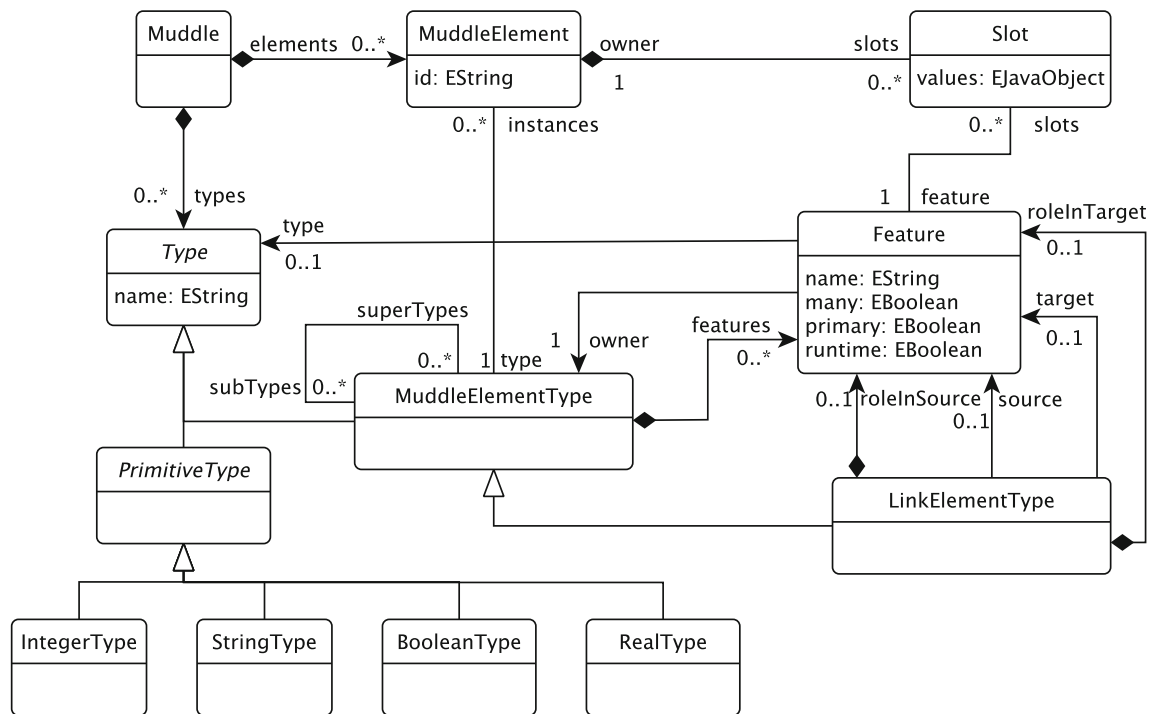 Muddle
elements
0..*
MuddleElement
id: EString
owner
1
slots
0..*
Slot
values: EJavaObject
0..*
instances
0..*
slots
0..*
types
1
feature
Type
name: EString
type
0..1
Feature
name: EString
many: EBoolean
primary: EBoolean
runtime: EBoolean
roleInTarget
0..1
target
0..1
superTypes
0..*
subTypes
0..*
1
type
1
owner
features
0..*
MuddleElementType
0..1
roleInSource
source
0..1
PrimitiveType
LinkElementType
IntegerType
StringType
BooleanType
RealType